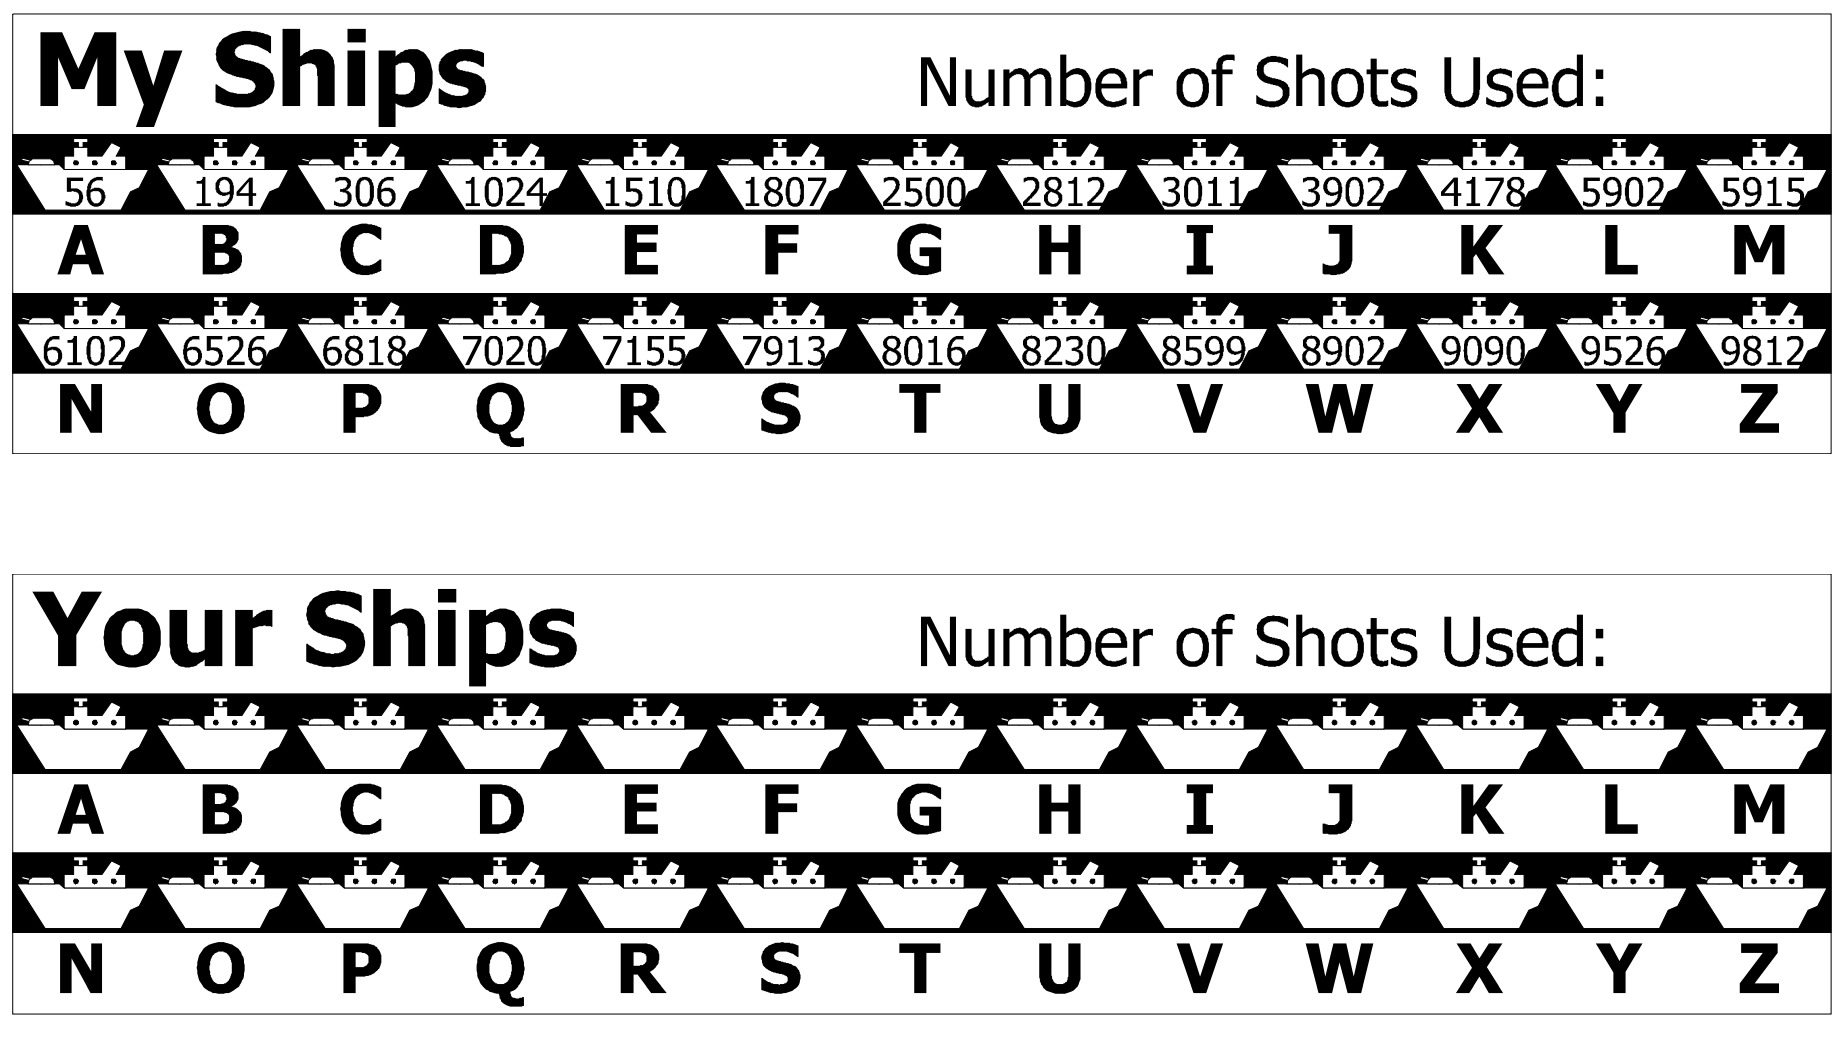 My Ships Number of Shots Used:
56 194 306 1024 1510 1807 2500 2812 3011 3902 4178 5902 5915
A B C D E F G H I J K L M
6102 6526 6818 7020 7155 7913 8016 8230 8599 8902 9090 9526 9812
N O P Q R S T U V W X Y Z
Your Ships Number of Shots Used:
A B C D E F G H I J K L M
N O P Q R S T U V W X Y Z